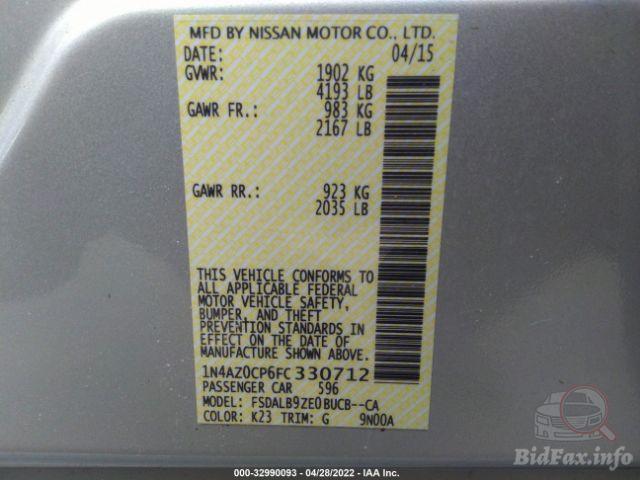 MFD BY NISSAN MOTOR CO., LTD.
DATE: 04/15
GVWR: 1902 KG
4193 LB
GAWR FR.: 983 KG
2167 LB
GAWR RR.: 923 KG
2035 LB
THIS VEHICLE CONFORMS TO
ALL APPLICABLE FEDERAL
MOTOR VEHICLE SAFETY,
BUMPER, AND THEFT
PREVENTION STANDARDS IN
EFFECT ON THE DATE OF
MANUFACTURE SHOWN ABOVE.
1N4AZ0CP6FC330712
PASSENGER CAR 596
MODEL: FSDALB9ZE0BUCB--CA
COLOR: K23 TRIM: G 9N00A
BidFax.info
000-32990093 - 04/28/2022 - IAA Inc.